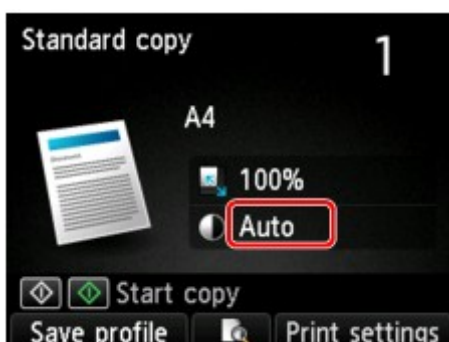 Standard copy 1
A4
100%
Auto
Start copy
Save profile Print settings